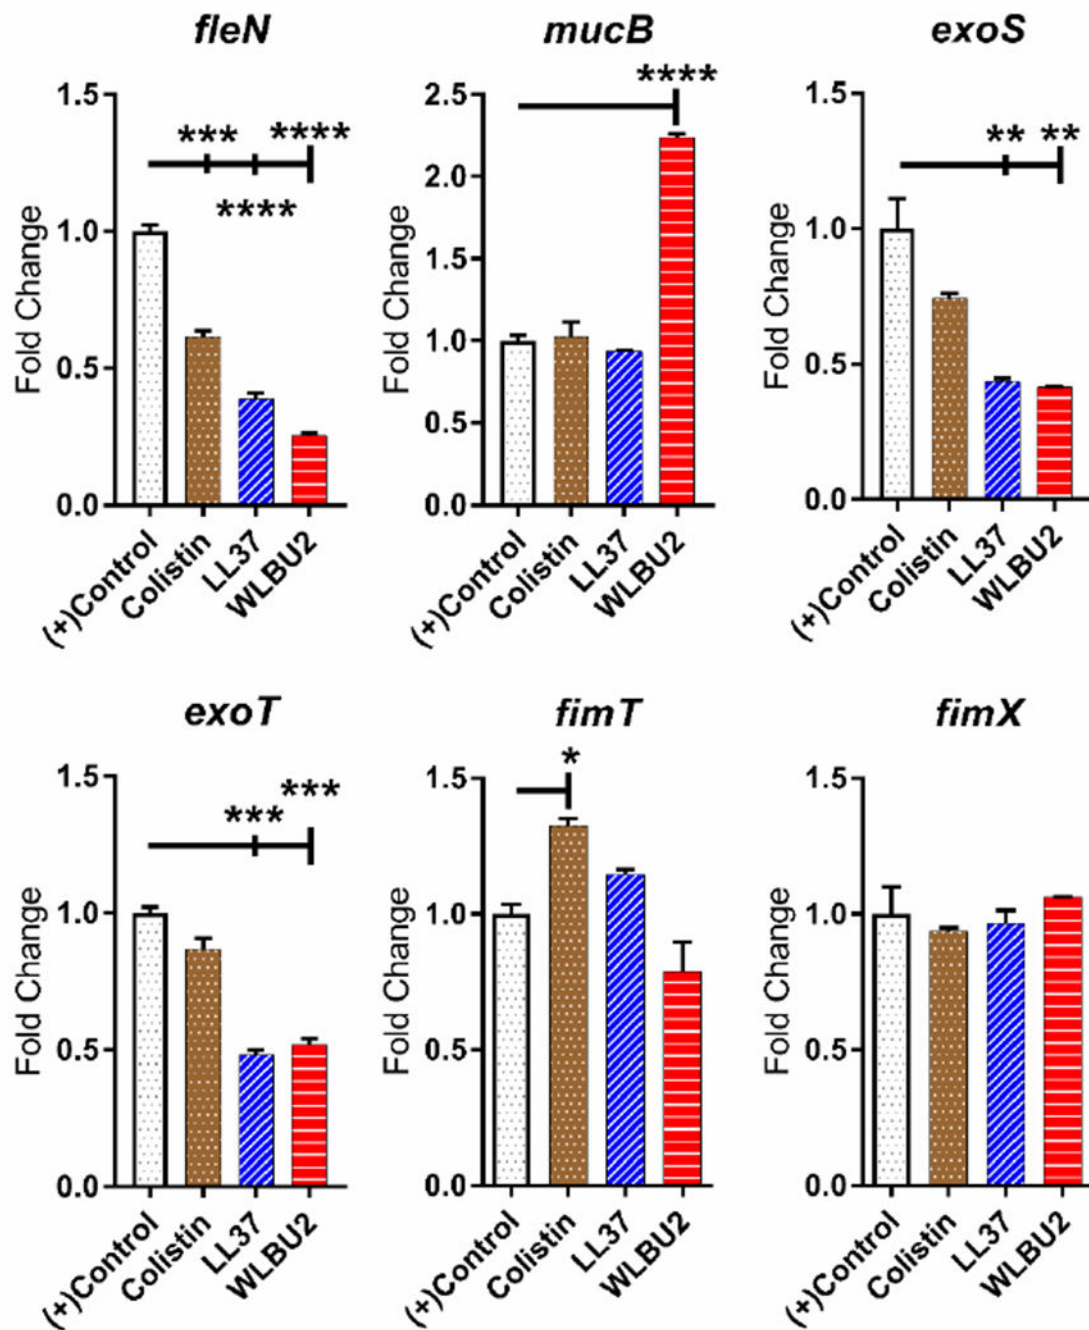 fleN
Fold Change
1.5
1.0
0.5
0.0
***
****
****
(+)Control
Colistin
LL37
WLBU2
mucB
Fold Change
2.5
2.0
1.5
1.0
0.5
0.0
****
(+)Control
Colistin
LL37
WLBU2
exoS
Fold Change
1.5
1.0
0.5
0.0
**
**
(+)Control
Colistin
LL37
WLBU2
exoT
Fold Change
1.5
1.0
0.5
0.0
***
***
(+)Control
Colistin
LL37
WLBU2
fimT
Fold Change
1.5
1.0
0.5
0.0
*
(+)Control
Colistin
LL37
WLBU2
fimX
Fold Change
1.5
1.0
0.5
0.0
(+)Control
Colistin
LL37
WLBU2